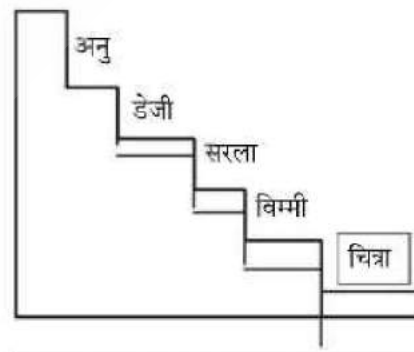 अनु
डेजी
सरला
विम्मी
चित्रा